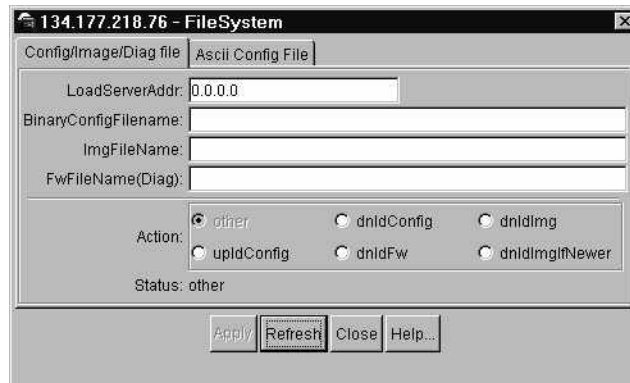 134.177.218.76 - FileSystem
Config/Image/Diag file Ascii Config File
LoadServerAddr: 0.0.0.0
BinaryConfigFilename:
ImgFileName:
FwFileName(Diag):
Action:
other dnldConfig dnldImg
upldConfig dnldFw dnldImgIfNewer
Status: other
Apply Refresh Close Help...